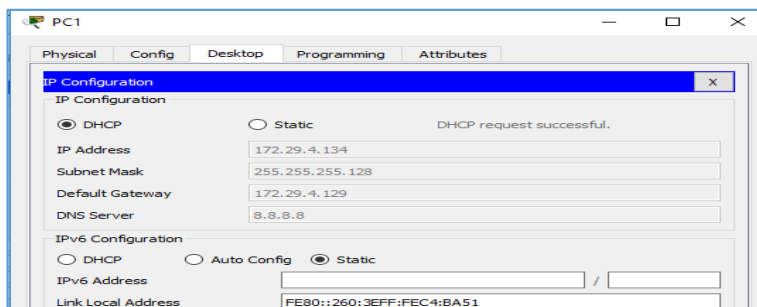 PC1
Physical Config Desktop Programming Attributes
IP Configuration X
IP Configuration
DHCP Static DHCP request successful.
IP Address 172.29.4.134
Subnet Mask 255.255.255.128
Default Gateway 172.29.4.129
DNS Server 8.8.8.8
IPv6 Configuration
DHCP Auto Config Static
IPv6 Address /
Link Local Address FE80::260:3EFF:FEC4:BA51